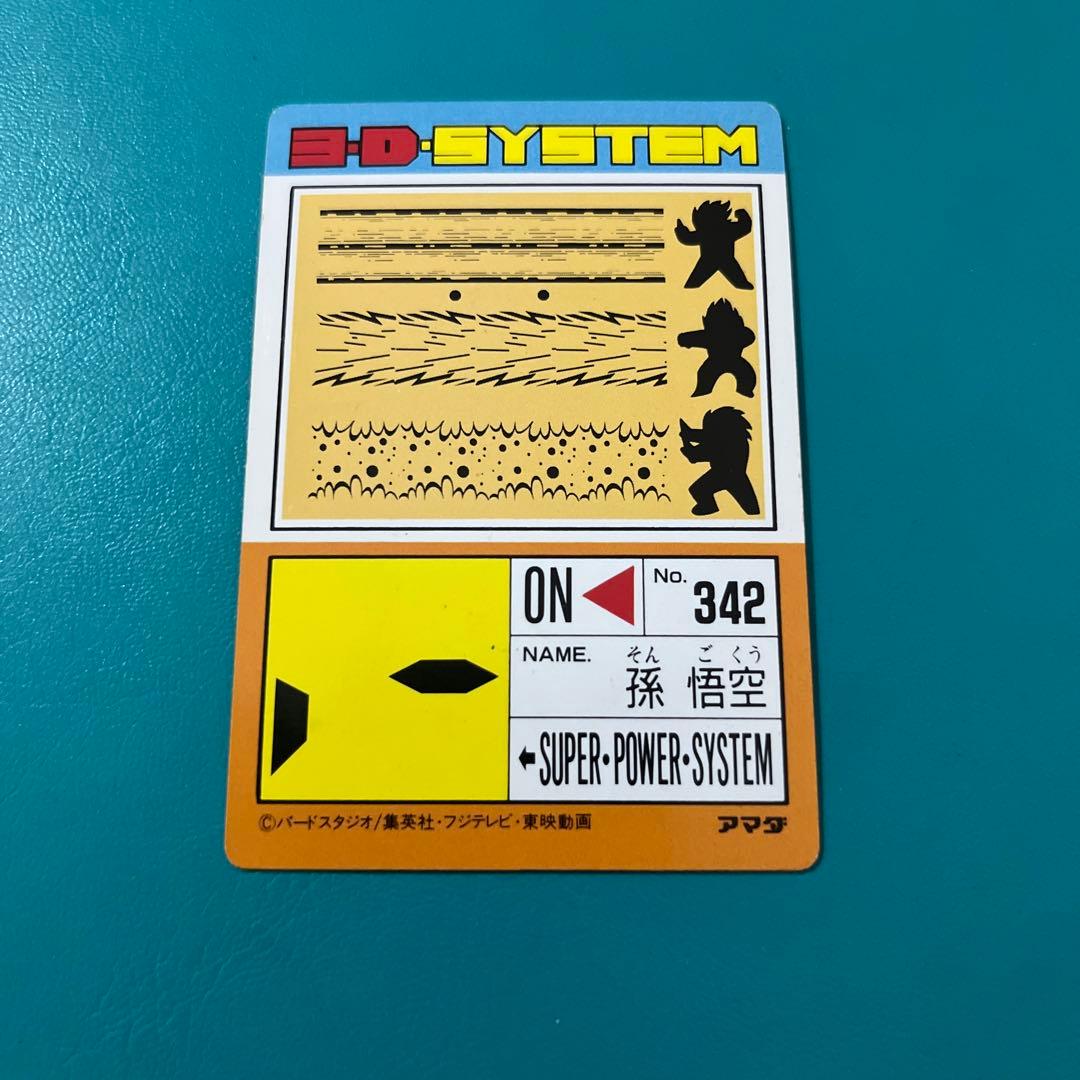 3·D·SYSTEM
ON
No. 342
NAME.
そん ご くう
孫 悟空
←SUPER·POWER·SYSTEM
©バードスタジオ/集英社·フジテレビ·東映動画
アマダ